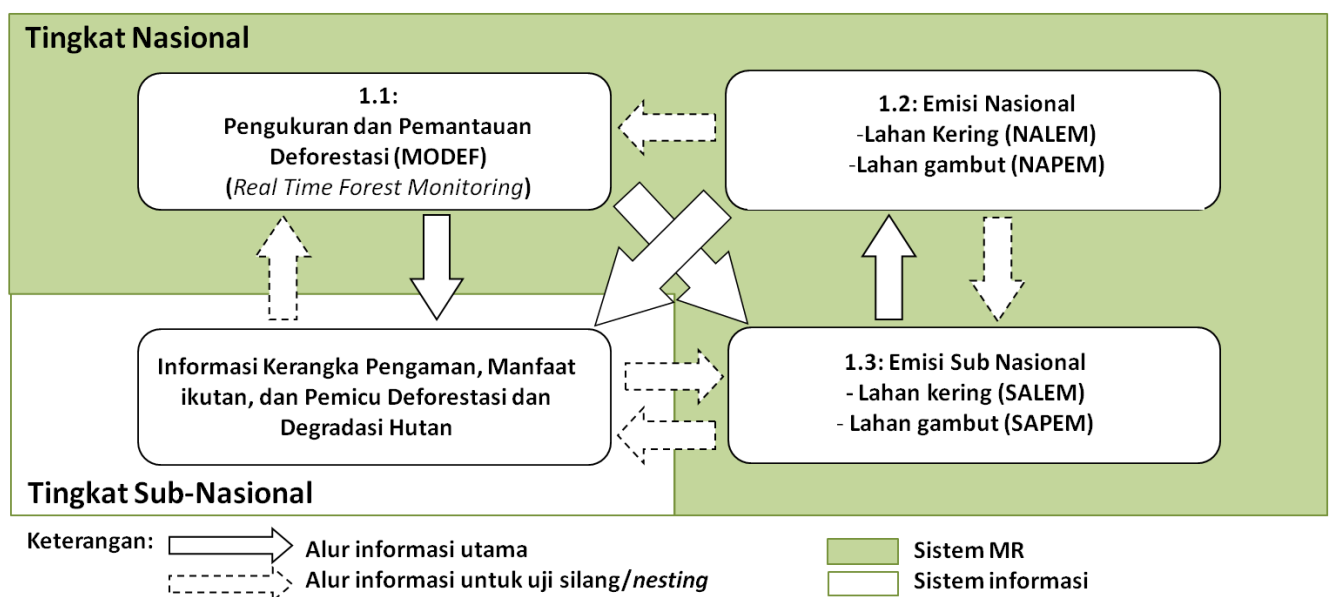 Tingkat Nasional
1.1:
Pengukuran dan Pemantauan
Deforestasi (MODEF)
(Real Time Forest Monitoring)
1.2: Emisi Nasional
-Lahan Kering (NALEM)
-Lahan gambut (NAPEM)
Informasi Kerangka Pengaman, Manfaat
ikutan, dan Pemicu Deforestasi dan
Degradasi Hutan
1.3: Emisi Sub Nasional
- Lahan kering (SALEM)
- Lahan gambut (SAPEM)
Tingkat Sub-Nasional
Keterangan:
Alur informasi utama
Alur informasi untuk uji silang/nesting
Sistem MR
Sistem informasi